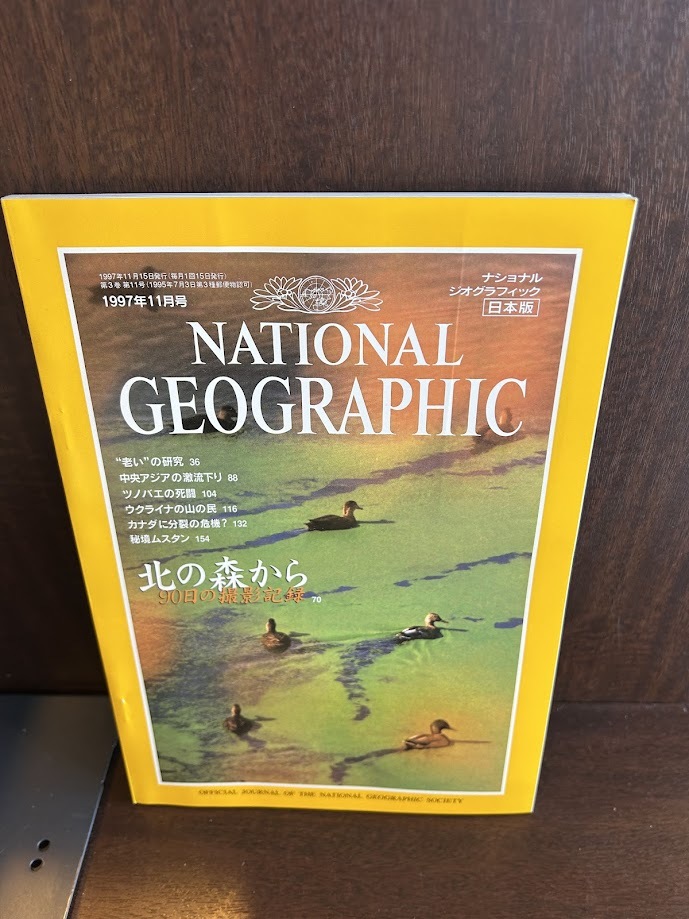 1997年11月15日発行(毎月1回15日発行)
第3巻 第11号(1995年7月3日第3種郵便物認可)
1997年11月号
ナショナル
ジオグラフィック
日本版
NATIONAL
GEOGRAPHIC
“老い”の研究 36
中央アジアの激流下り 88
ツノバエの死闘 104
ウクライナの山の民 116
カナダに分裂の危機? 132
秘境ムスタン 154
北の森から
90日の撮影記録 70
OFFICIAL JOURNAL OF THE NATIONAL GEOGRAPHIC SOCIETY